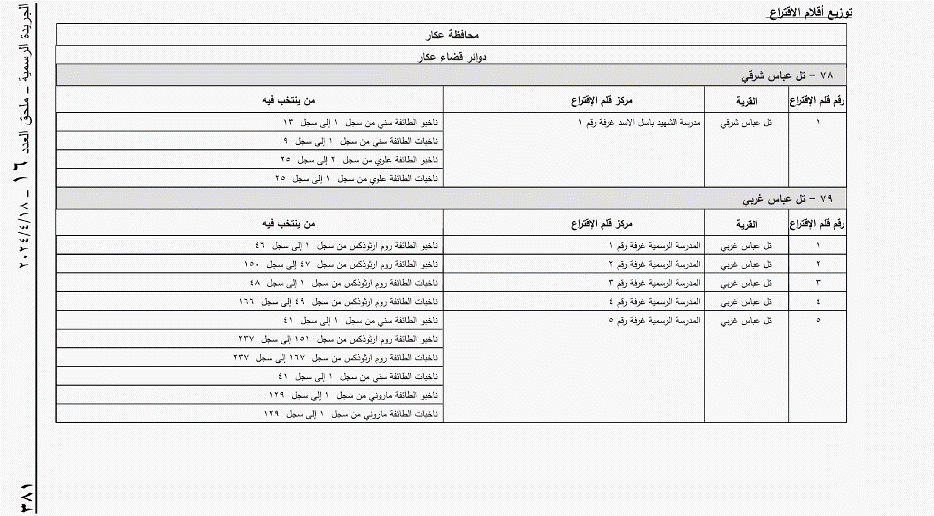 توزيع أقلام الاقتراع
محافظة عكار
دوائر قضاء عكار
٧٨ - تل عباس شرقي
رقم قلم الإقتراع القرية مركز قلم الإقتراع من ينتخب فيه
١ تل عباس شرقي مدرسة الشهيد باسل الاسد غرفة رقم ١ ناخبو الطائفة سني من سجل ١ إلى سجل ١٣
ناخبات الطائفة سني من سجل ١ إلى سجل ٩
ناخبو الطائفة علوي من سجل ٢ إلى سجل ٢٥
ناخبات الطائفة علوي من سجل ١ إلى سجل ٢٥
٧٩ - تل عباس غربي
رقم قلم الإقتراع القرية مركز قلم الإقتراع من ينتخب فيه
١ تل عباس غربي المدرسة الرسمية غرفة رقم ١ ناخبو الطائفة روم ارثوذكس من سجل ١ إلى سجل ٤٦
٢ تل عباس غربي المدرسة الرسمية غرفة رقم ٢ ناخبو الطائفة روم ارثوذكس من سجل ٤٧ إلى سجل ١٥٠
٣ تل عباس غربي المدرسة الرسمية غرفة رقم ٣ ناخبات الطائفة روم ارثوذكس من سجل ١ إلى سجل ٤٨
٤ تل عباس غربي المدرسة الرسمية غرفة رقم ٤ ناخبات الطائفة روم ارثوذكس من سجل ٤٩ إلى سجل ١٦٦
٥ تل عباس غربي المدرسة الرسمية غرفة رقم ٥ ناخبو الطائفة سني من سجل ١ إلى سجل ٤١
ناخبو الطائفة روم ارثوذكس من سجل ١٥١ إلى سجل ٢٣٧
ناخبات الطائفة روم ارثوذكس من سجل ١٦٧ إلى سجل ٢٣٧
ناخبات الطائفة سني من سجل ١ إلى سجل ٤١
ناخبو الطائفة ماروني من سجل ١ إلى سجل ١٢٩
ناخبات الطائفة ماروني من سجل ١ إلى سجل ١٢٩
الجريدة الرسمية – ملحق العدد ١٦ – ٢٠٢٤/٤/١٨
٣٨١